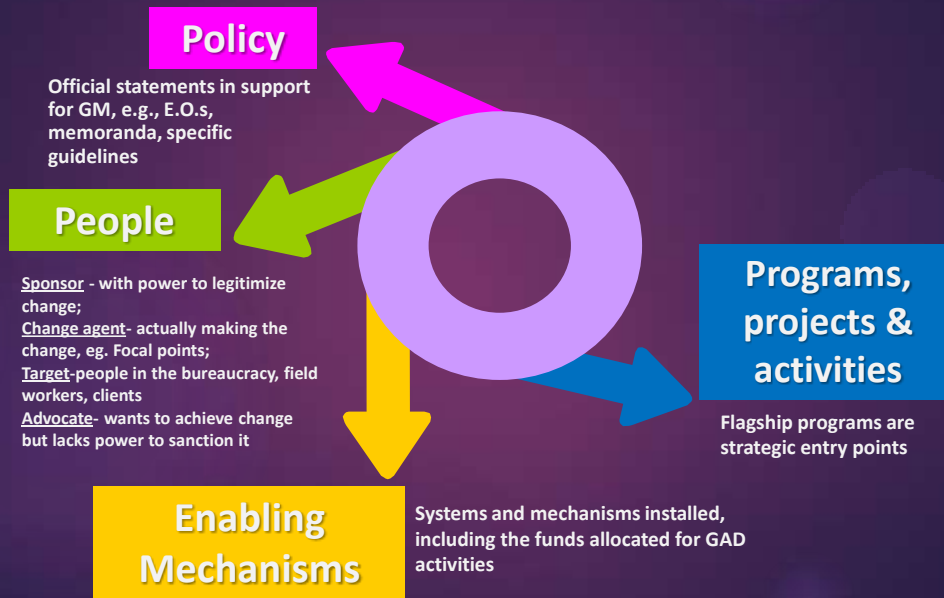 Policy
Official statements in support
for GM, e.g., E.O.s,
memoranda, specific
guidelines
People
Sponsor - with power to legitimize
change;
Change agent- actually making the
change, eg. Focal points;
Target-people in the bureaucracy, field
workers, clients
Advocate- wants to achieve change
but lacks power to sanction it
Enabling
Mechanisms
Systems and mechanisms installed,
including the funds allocated for GAD
activities
Programs,
projects &
activities
Flagship programs are
strategic entry points